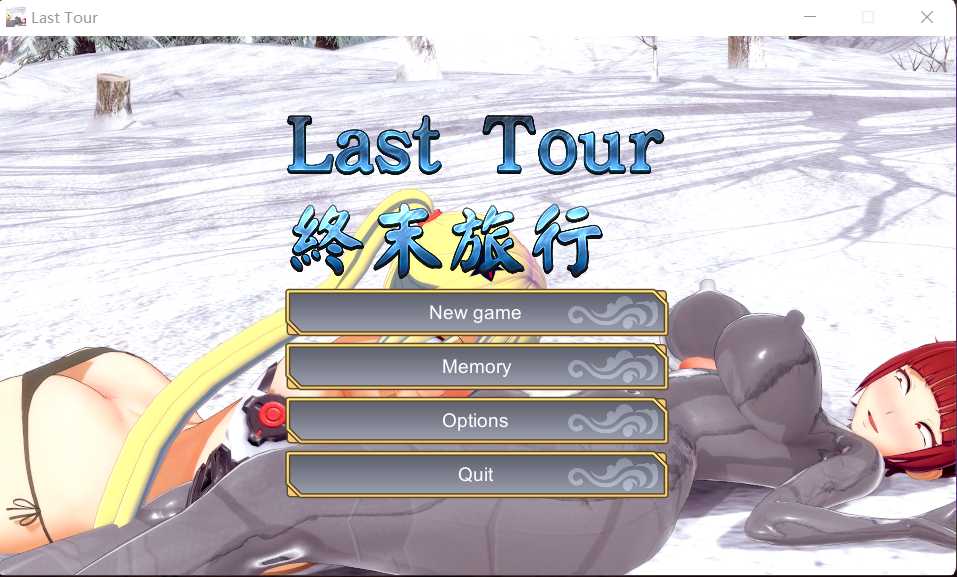 Last Tour
Last Tour
終末旅行
New game
Memory
Options
Quit